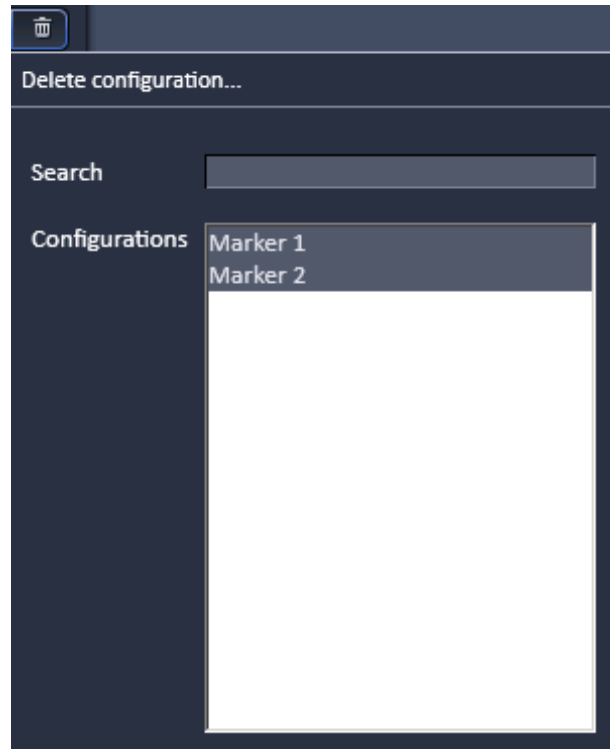 Delete configuration...
Search
Configurations
Marker 1
Marker 2